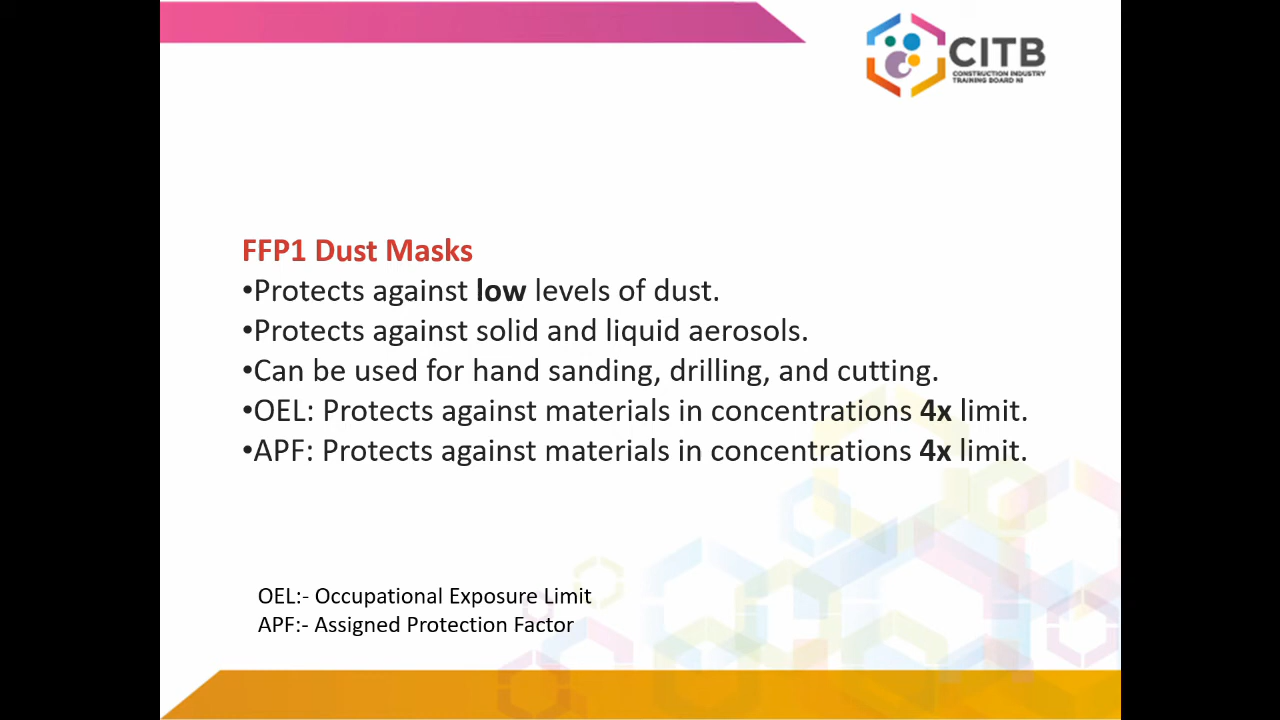 CITB
CONSTRUCTION INDUSTRY
TRAINING BOARD NI
FFP1 Dust Masks
•Protects against low levels of dust.
•Protects against solid and liquid aerosols.
•Can be used for hand sanding, drilling, and cutting.
•OEL: Protects against materials in concentrations 4x limit.
•APF: Protects against materials in concentrations 4x limit.
OEL:- Occupational Exposure Limit
APF:- Assigned Protection Factor